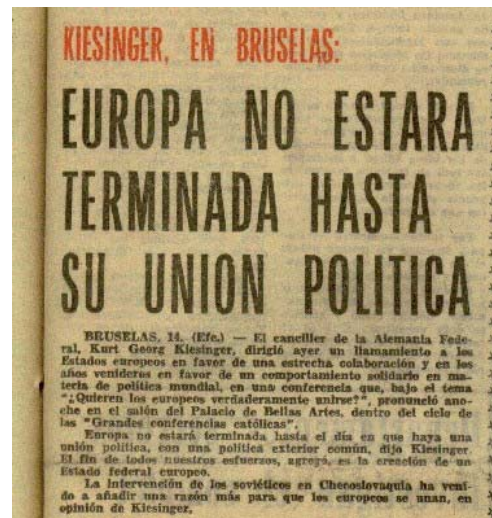 KIESINGER, EN BRUSELAS:
EUROPA NO ESTARA
TERMINADA HASTA
SU UNION POLITICA
BRUSELAS, 14. (Efe.) — El canciller de la Alemania Fede-
ral, Kurt Georg Kiesinger, dirigió ayer un llamamiento a los
Estados europeos en favor de una estrecha colaboración y en los
años venideros en favor de un comportamiento solidario en ma-
teria de política mundial, en una conferencia que, bajo el tema
"¿Quieren los europeos verdaderamente unirse?", pronunció ano-
che en el salón del Palacio de Bellas Artes, dentro del ciclo de
las "Grandes conferencias católicas".
Europa no estará terminada hasta el día en que haya una
unión política, con una política exterior común, dijo Kiesinger.
El fin de todos nuestros esfuerzos, agregó, es la creación de un
Estado federal europeo.
La intervención de los soviéticos en Checoslovaquia ha veni-
do a añadir una razón más para que los europeos se unan, en
opinión de Kiesinger.